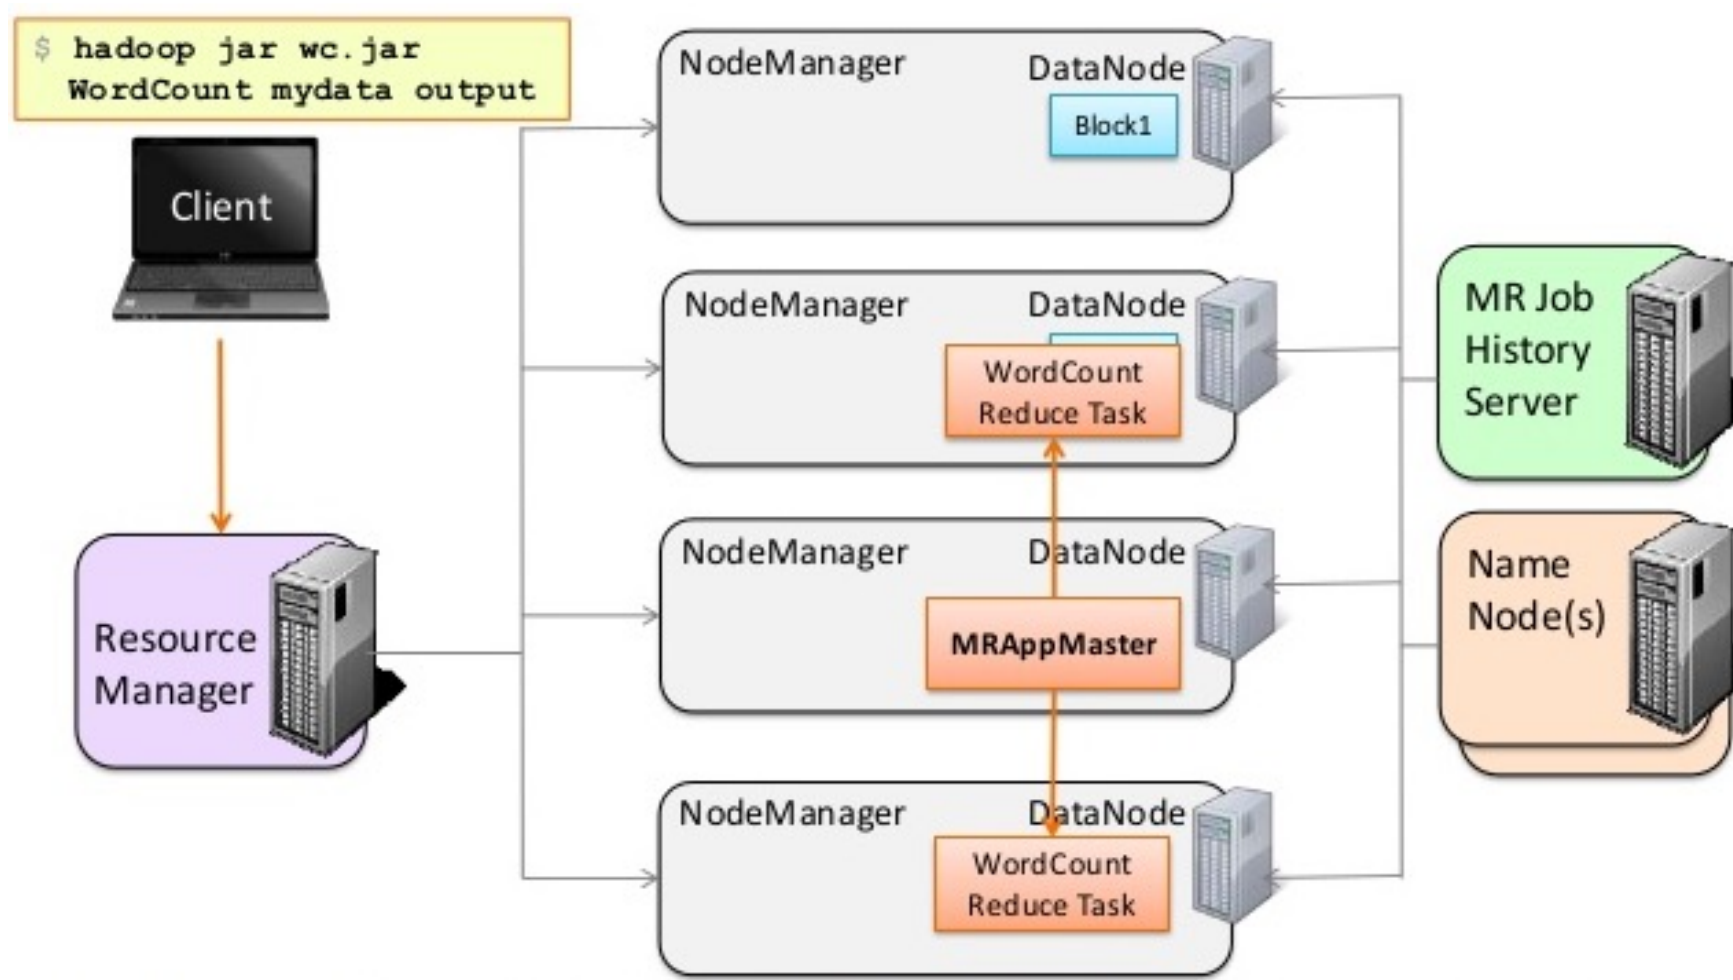 $ hadoop jar wc.jar
WordCount mydata output
Client
Resource
Manager
NodeManager
DataNode
Block1
NodeManager
DataNode
WordCount
Reduce Task
NodeManager
DataNode
MRAppMaster
NodeManager
DataNode
WordCount
Reduce Task
MR Job
History
Server
Name
Node(s)